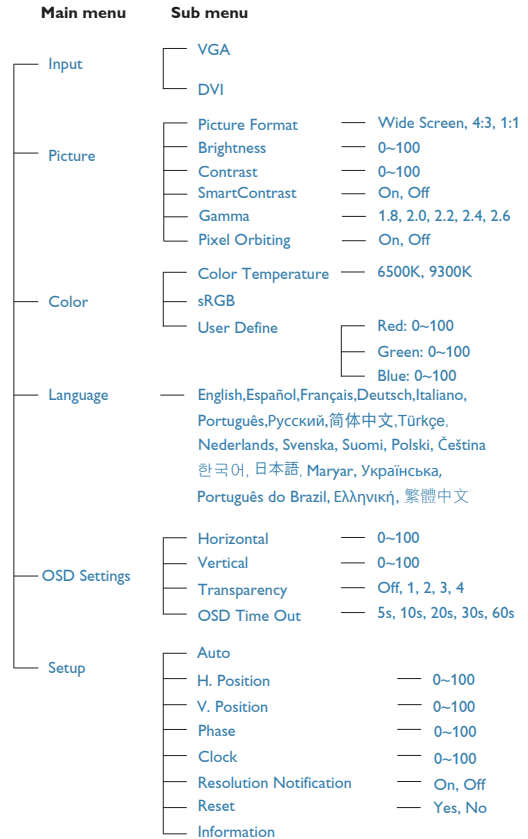 Main menu Sub menu
Input
VGA
DVI
Picture
Picture Format Wide Screen, 4:3, 1:1
Brightness 0~100
Contrast 0~100
SmartContrast On, Off
Gamma 1.8, 2.0, 2.2, 2.4, 2.6
Pixel Orbiting On, Off
Color
Color Temperature 6500K, 9300K
sRGB
User Define Red: 0~100
Green: 0~100
Blue: 0~100
Language English,Español,Français,Deutsch,Italiano,
Português,Русский,简体中文,Türkçe,
Nederlands, Svenska, Suomi, Polski, Čeština
한국어, 日本語, Maryar, Українська,
Português do Brazil, Ελληνική, 繁體中文
OSD Settings
Horizontal 0~100
Vertical 0~100
Transparency Off, 1, 2, 3, 4
OSD Time Out 5s, 10s, 20s, 30s, 60s
Setup
Auto
H. Position 0~100
V. Position 0~100
Phase 0~100
Clock 0~100
Resolution Notification On, Off
Reset Yes, No
Information